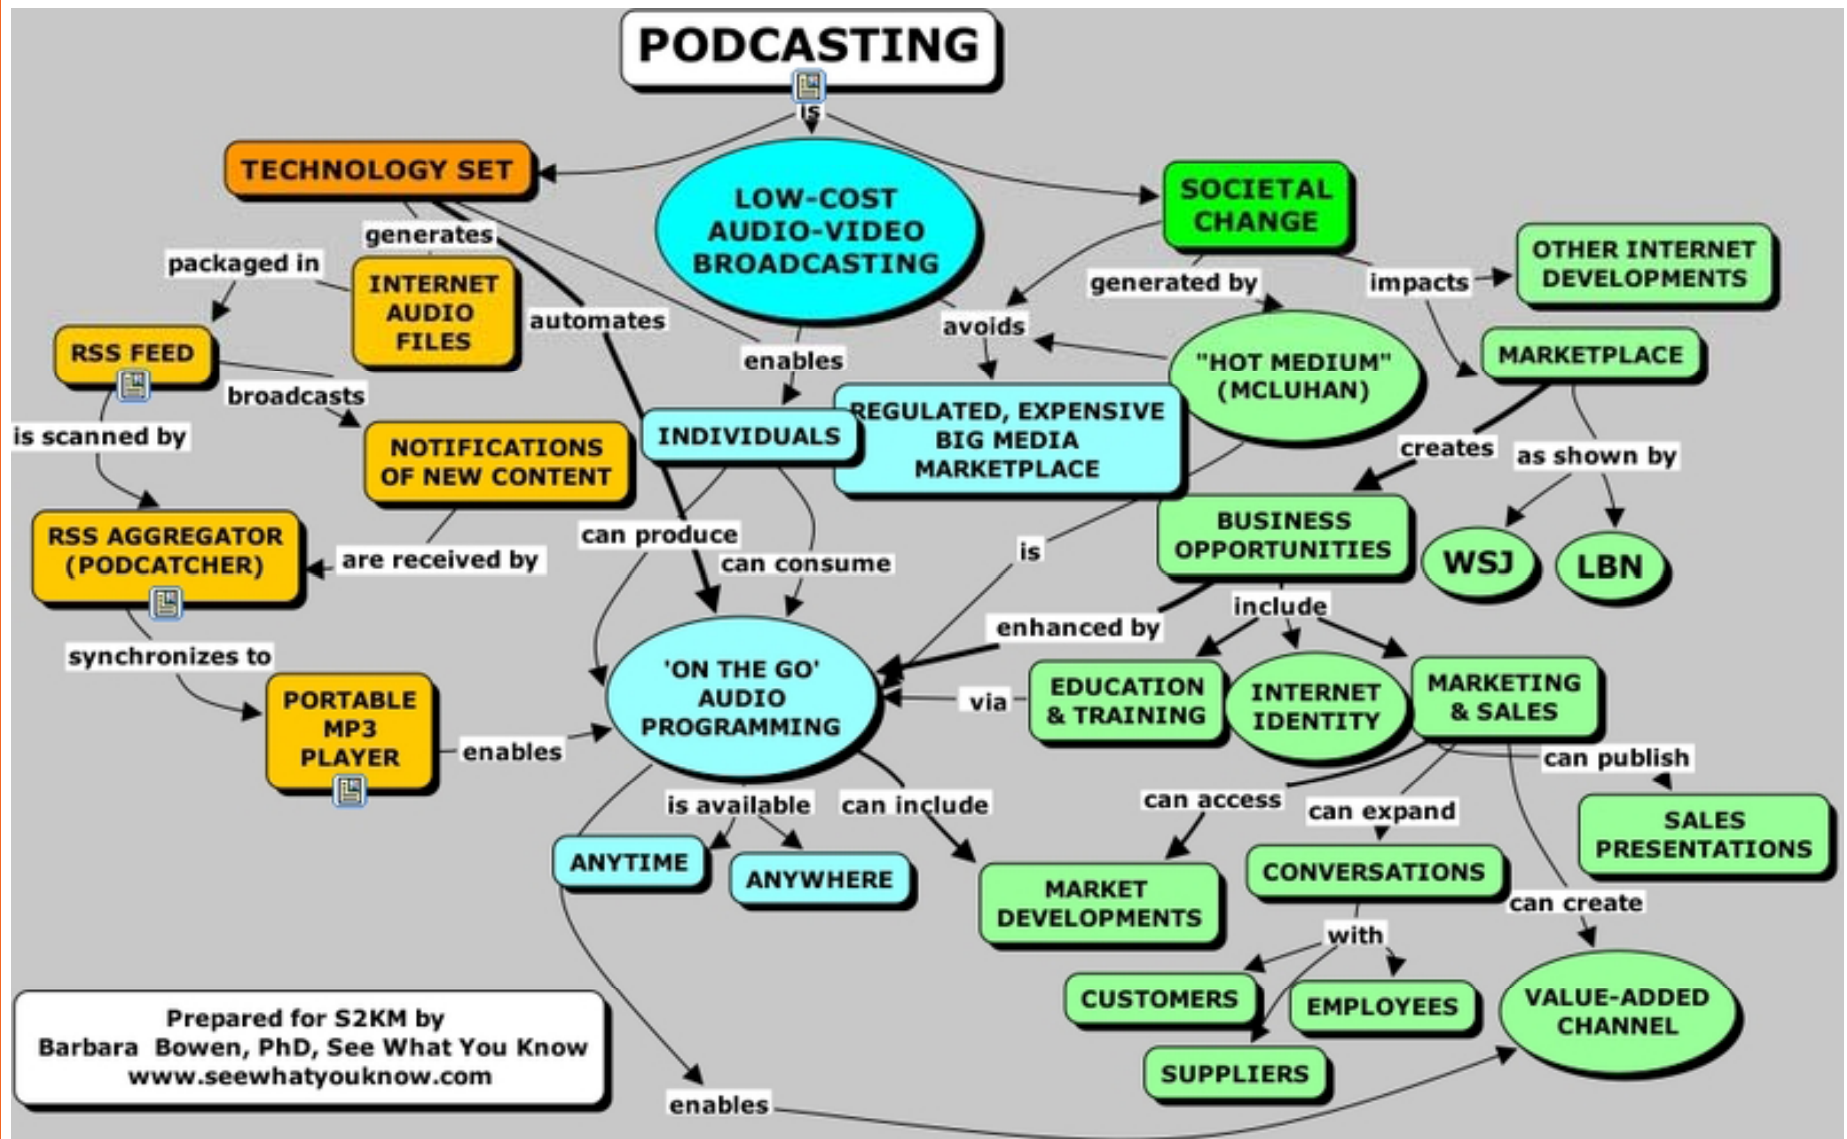 PODCASTING
is
TECHNOLOGY SET
LOW-COST
AUDIO-VIDEO
BROADCASTING
SOCIETAL
CHANGE
generates
packaged in
INTERNET
AUDIO
FILES
automates
enables
avoids
generated by
impacts
OTHER INTERNET
DEVELOPMENTS
RSS FEED
broadcasts
is scanned by
NOTIFICATIONS
OF NEW CONTENT
INDIVIDUALS
REGULATED, EXPENSIVE
BIG MEDIA
MARKETPLACE
"HOT MEDIUM"
(MCLUHAN)
MARKETPLACE
creates
as shown by
RSS AGGREGATOR
(PODCATCHER)
are received by
can produce
can consume
is
BUSINESS
OPPORTUNITIES
WSJ
LBN
synchronizes to
enhanced by
include
PORTABLE
MP3
PLAYER
enables
'ON THE GO'
AUDIO
PROGRAMMING
via
EDUCATION
& TRAINING
INTERNET
IDENTITY
MARKETING
& SALES
is available
can include
can access
can expand
can publish
ANYTIME
ANYWHERE
MARKET
DEVELOPMENTS
CONVERSATIONS
SALES
PRESENTATIONS
can create
with
CUSTOMERS
EMPLOYEES
SUPPLIERS
VALUE-ADDED
CHANNEL
Prepared for S2KM by
Barbara Bowen, PhD, See What You Know
www.seewhatyouknow.com
enables